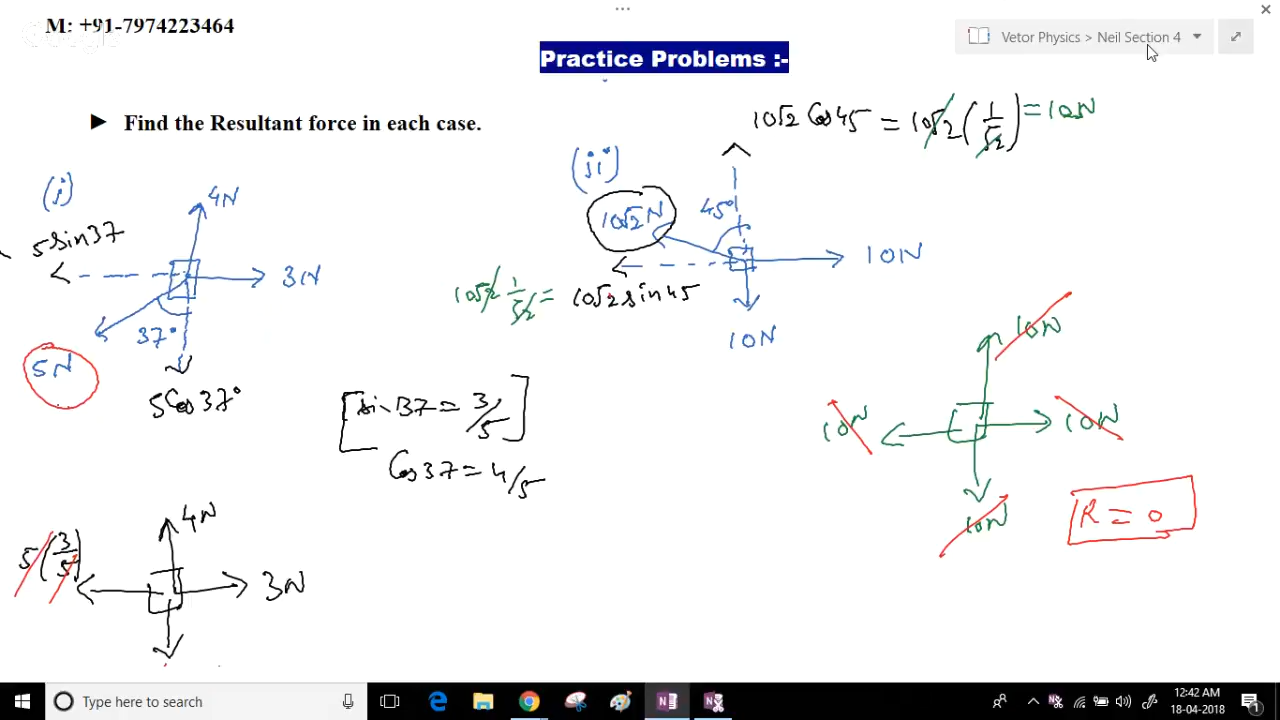 M: +91-7974223464
Vetor Physics > Neil Section 4
Practice Problems :-
► Find the Resultant force in each case.
10√2 Cos45 = 10√2 (1/√2) = 10N
(i)
4N
5sin37
3N
37°
5N
5Cos37°
(ii)
10√2N
45°
10N
10√2 1/√2 = 10√2sin45
10N
[sin37 = 3/5]
Cos37 = 4/5
10N
10N
10N
10N
R = 0
4N
5(3/5)
3N
Type here to search
12:42 AM
18-04-2018
1